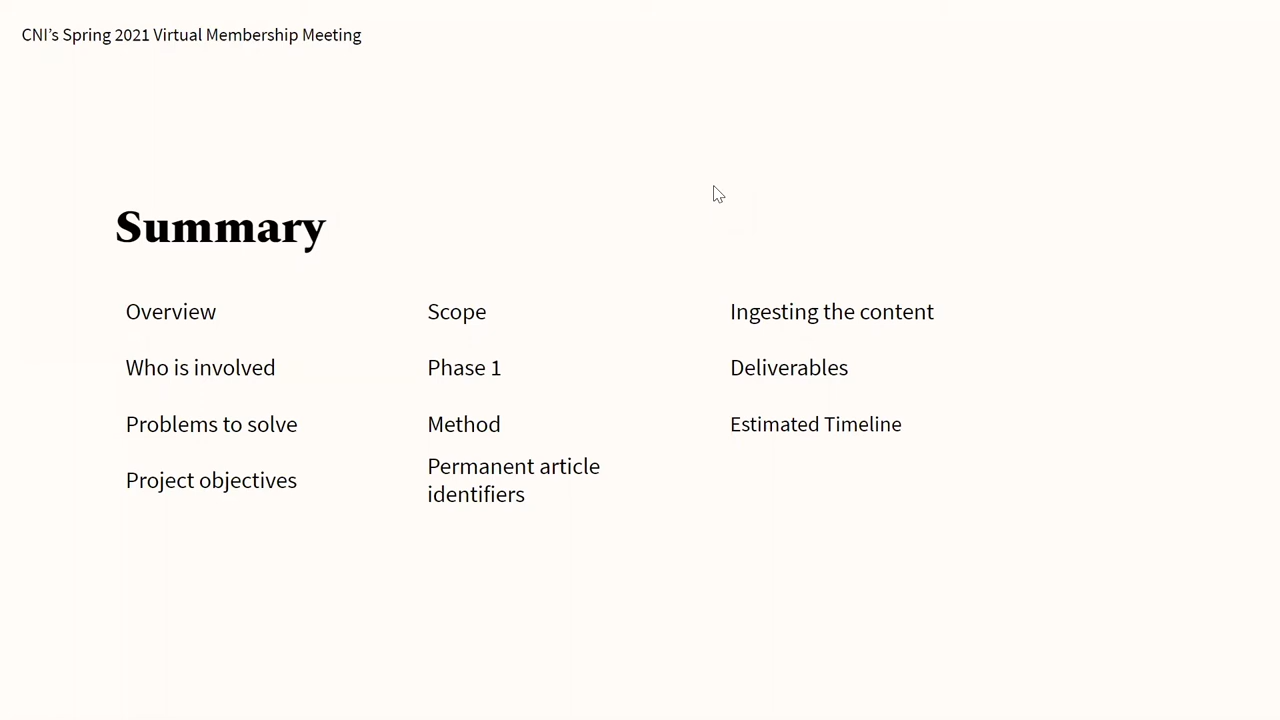 CNI’s Spring 2021 Virtual Membership Meeting
Summary
Overview
Who is involved
Problems to solve
Project objectives
Scope
Phase 1
Method
Permanent article
identifiers
Ingesting the content
Deliverables
Estimated Timeline